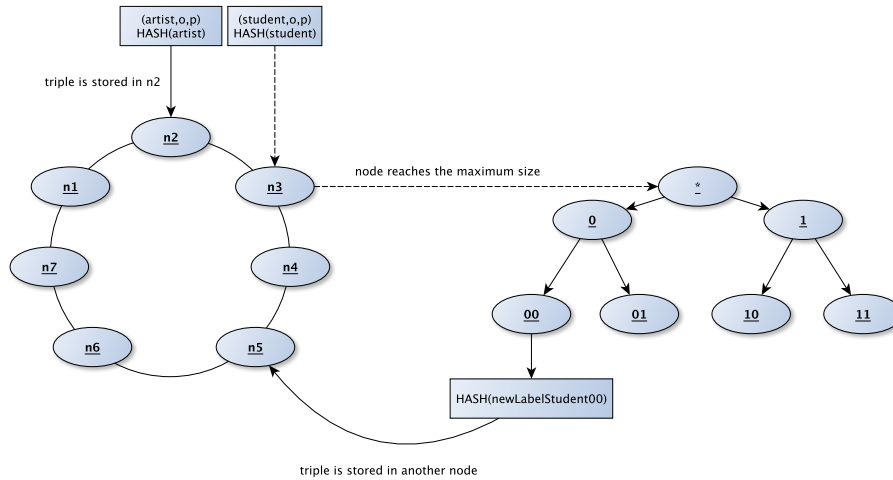 (artist,o,p)
HASH(artist)
(student,o,p)
HASH(student)
triple is stored in n2
n2
n1
n3
node reaches the maximum size
*
0
1
n7
n4
00
01
10
11
n6
n5
HASH(newLabelStudent00)
triple is stored in another node